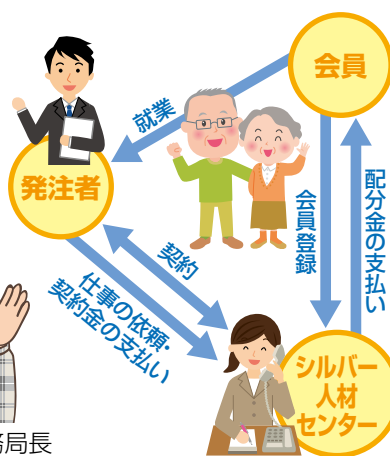 会員
就業
発注者
契約
仕事の依頼・
契約金の支払い
会員登録
配分金の支払い
シルバー
人材
センター
局長